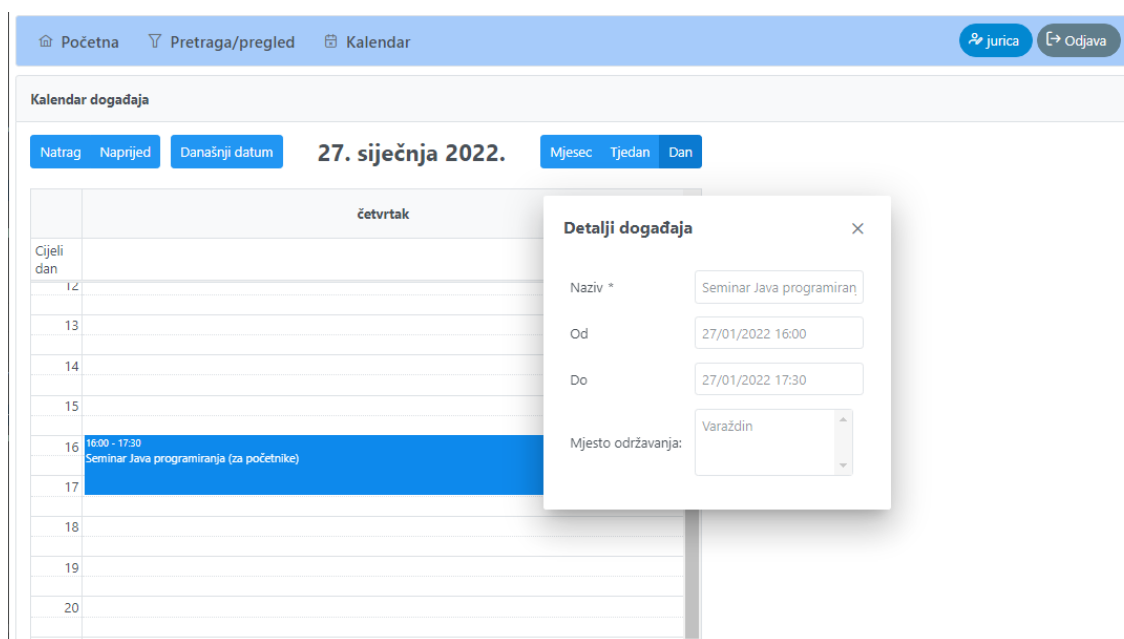 Početna Pretraga/pregled Kalendar jurica Odjava
Kalendar događaja
Natrag Naprijed Današnji datum 27. siječnja 2022. Mjesec Tjedan Dan
četvrtak
Cijeli
dan
12
13
14
15
16
16:00 - 17:30
Seminar Java programiranja (za početnike)
17
18
19
20
Detalji događaja
Naziv * Seminar Java programiran
Od 27/01/2022 16:00
Do 27/01/2022 17:30
Mjesto održavanja: Varaždin